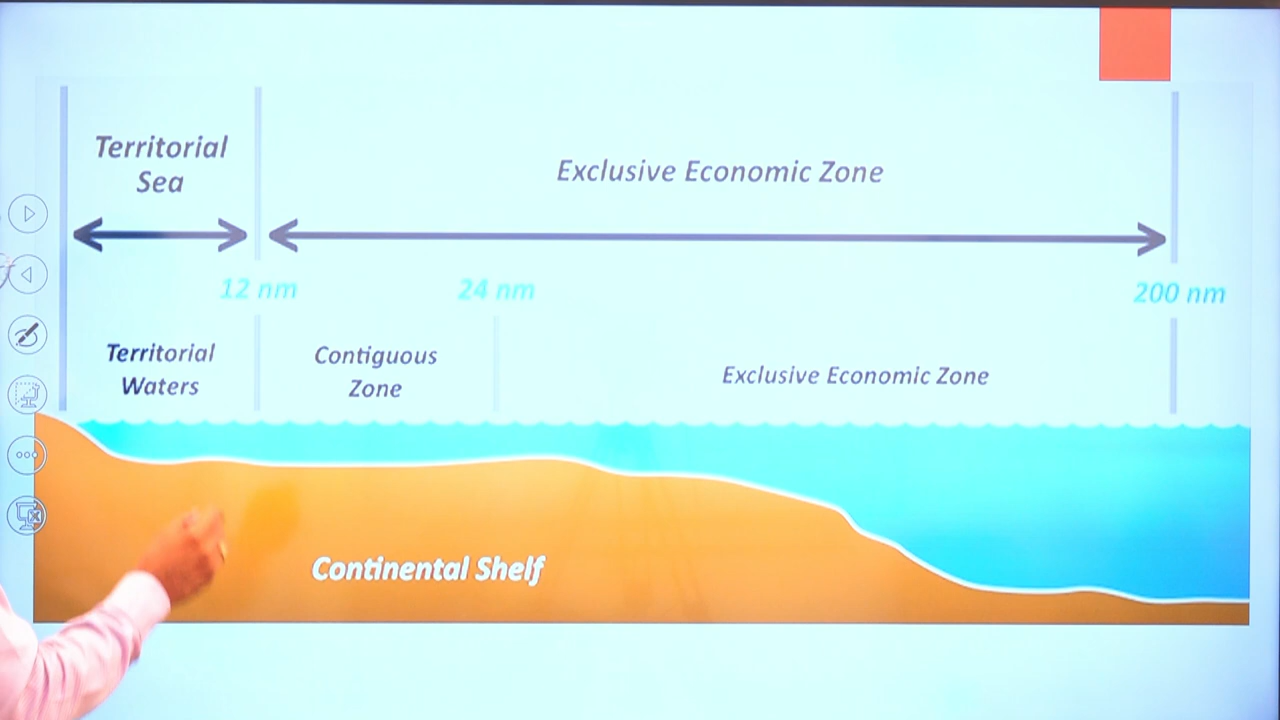 Territorial
Sea
Exclusive Economic Zone
12 nm
24 nm
200 nm
Territorial
Waters
Contiguous
Zone
Exclusive Economic Zone
Continental Shelf